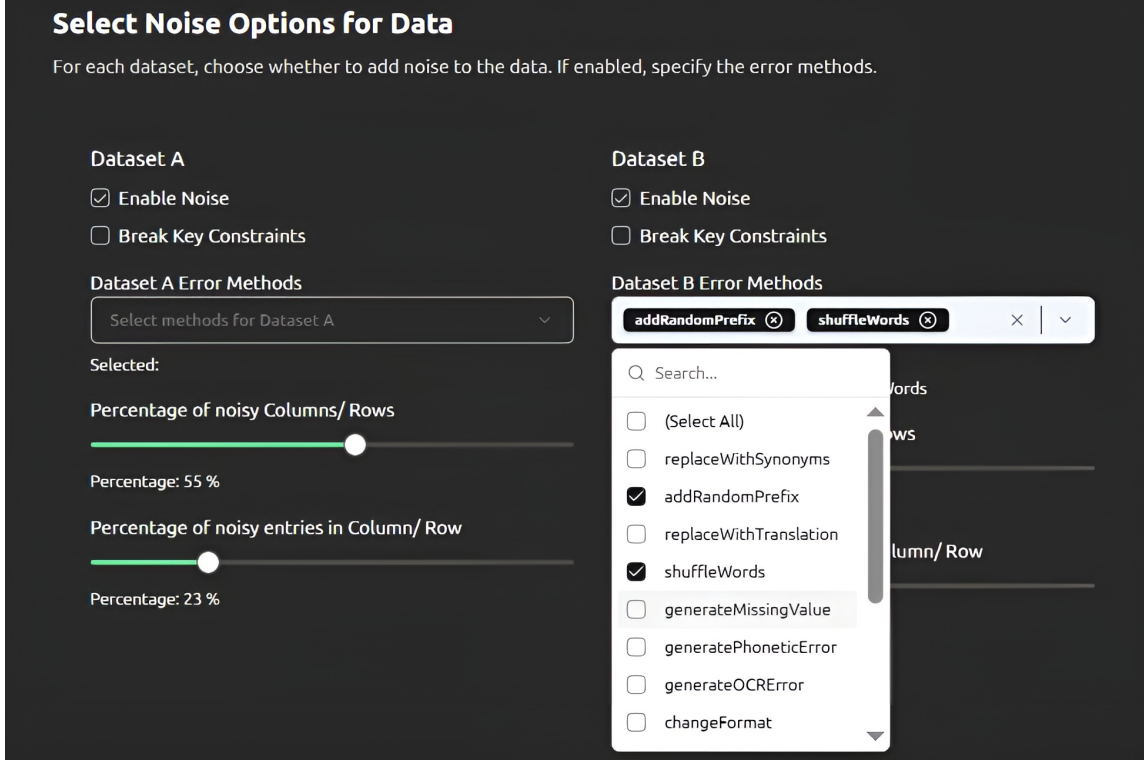 Select Noise Options for Data
For each dataset, choose whether to add noise to the data. If enabled, specify the error methods.
Dataset A
Enable Noise
Break Key Constraints
Dataset A Error Methods
Select methods for Dataset A
Selected:
Percentage of noisy Columns/ Rows
Percentage: 55 %
Percentage of noisy entries in Column/ Row
Percentage: 23 %
Dataset B
Enable Noise
Break Key Constraints
Dataset B Error Methods
addRandomPrefix shuffleWords
Search...
(Select All)
replaceWithSynonyms
addRandomPrefix
replaceWithTranslation
shuffleWords
generateMissingValue
generatePhoneticError
generateOCRError
changeFormat
Row